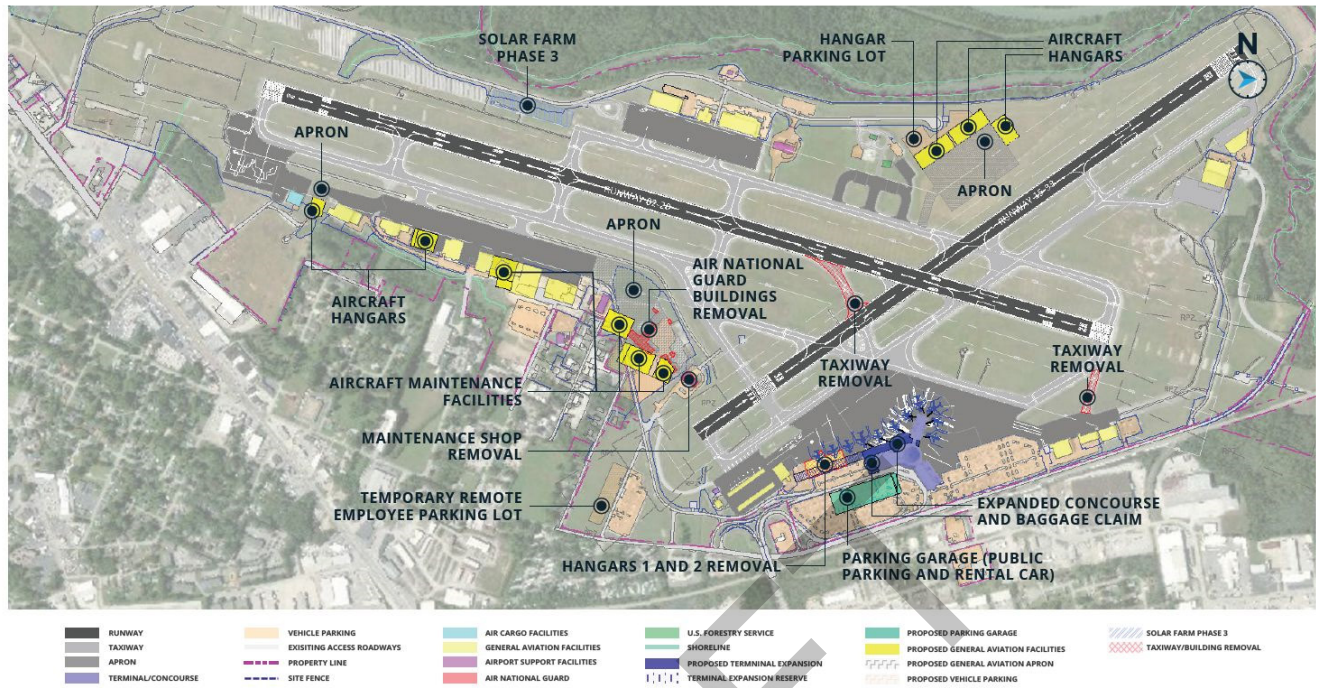 SOLAR FARM
PHASE 3
HANGAR
PARKING LOT
AIRCRAFT
HANGARS
N
APRON
APRON
RUNWAY 02-20
RUNWAY 15-33
APRON
AIR NATIONAL
GUARD
BUILDINGS
REMOVAL
AIRCRAFT
HANGARS
RPZ
TAXIWAY
REMOVAL
TAXIWAY
REMOVAL
AIRCRAFT MAINTENANCE
FACILITIES
RPZ
MAINTENANCE SHOP
REMOVAL
TEMPORARY REMOTE
EMPLOYEE PARKING LOT
EXPANDED CONCOURSE
AND BAGGAGE CLAIM
HANGARS 1 AND 2 REMOVAL
PARKING GARAGE (PUBLIC
PARKING AND RENTAL CAR)
RUNWAY
TAXIWAY
APRON
TERMINAL/CONCOURSE
VEHICLE PARKING
EXISITING ACCESS ROADWAYS
PROPERTY LINE
SITE FENCE
AIR CARGO FACILITIES
GENERAL AVIATION FACILITIES
AIRPORT SUPPORT FACILITIES
AIR NATIONAL GUARD
U.S. FORESTRY SERVICE
SHORELINE
PROPOSED TERMNINAL EXPANSION
TERMINAL EXPANSION RESERVE
PROPOSED PARKING GARAGE
PROPOSED GENERAL AVIATION FACILITIES
PROPOSED GENERAL AVIATION APRON
PROPOSED VEHICLE PARKING
SOLAR FARM PHASE 3
TAXIWAY/BUILDING REMOVAL